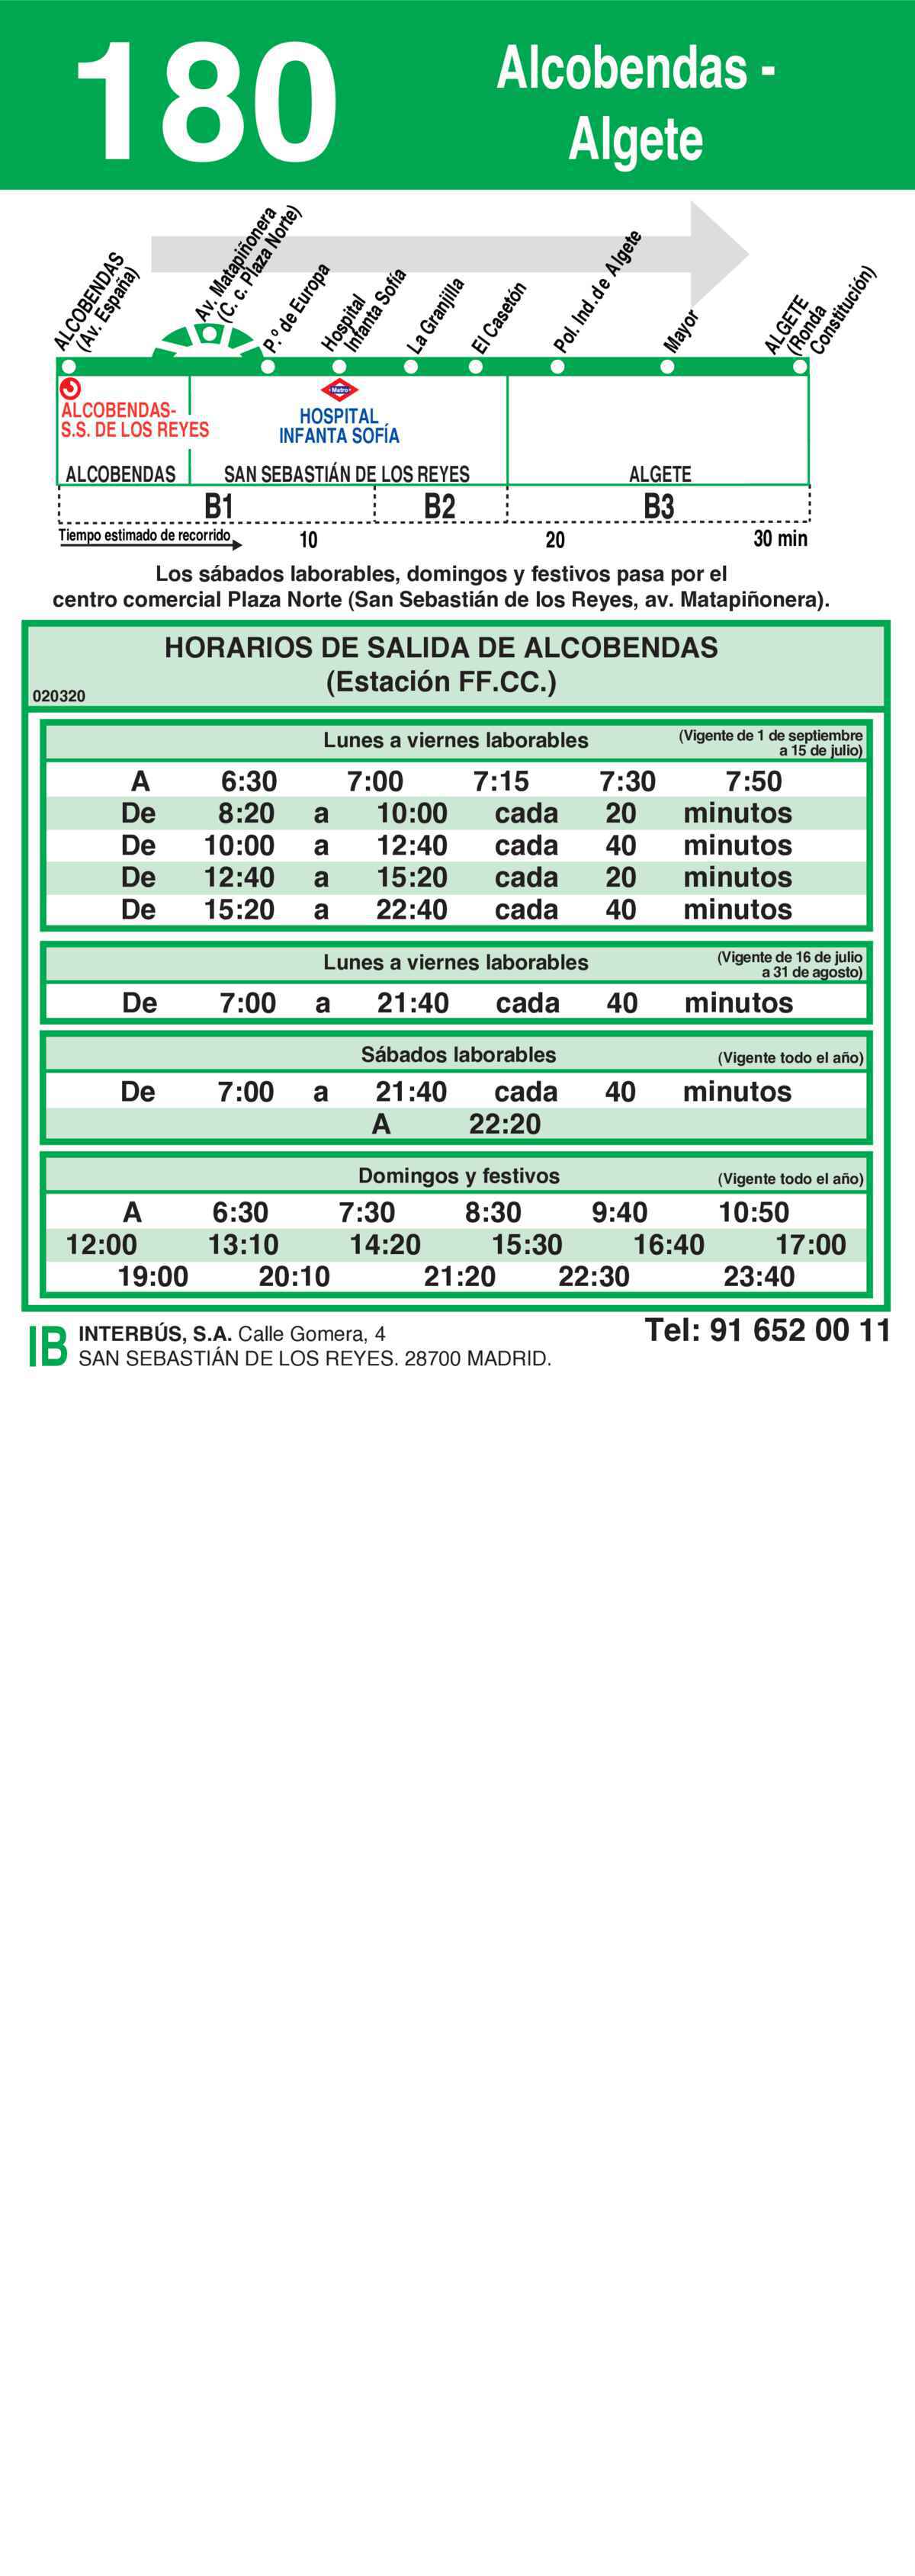 180
Alcobendas -
Algete
ALCOBENDAS
(Av. España)
Av. Matapiñonera
(C. c. Plaza Norte)
P.º de Europa
Hospital
Infanta Sofía
La Granjilla
El Casetón
Pol. Ind. de Algete
Mayor
ALGETE
(Ronda
Constitución)
ALCOBENDAS-
S.S. DE LOS REYES
Metro
HOSPITAL
INFANTA SOFÍA
ALCOBENDAS SAN SEBASTIÁN DE LOS REYES ALGETE
B1 B2 B3
Tiempo estimado de recorrido 10 20 30 min
Los sábados laborables, domingos y festivos pasa por el
centro comercial Plaza Norte (San Sebastián de los Reyes, av. Matapiñonera).
HORARIOS DE SALIDA DE ALCOBENDAS
(Estación FF.CC.)
020320
Lunes a viernes laborables (Vigente de 1 de septiembre
a 15 de julio)
A 6:30 7:00 7:15 7:30 7:50
De 8:20 a 10:00 cada 20 minutos
De 10:00 a 12:40 cada 40 minutos
De 12:40 a 15:20 cada 20 minutos
De 15:20 a 22:40 cada 40 minutos
Lunes a viernes laborables (Vigente de 16 de julio
a 31 de agosto)
De 7:00 a 21:40 cada 40 minutos
Sábados laborables (Vigente todo el año)
De 7:00 a 21:40 cada 40 minutos
A 22:20
Domingos y festivos (Vigente todo el año)
A 6:30 7:30 8:30 9:40 10:50
12:00 13:10 14:20 15:30 16:40 17:00
19:00 20:10 21:20 22:30 23:40
IB INTERBÚS, S.A. Calle Gomera, 4 Tel: 91 652 00 11
SAN SEBASTIÁN DE LOS REYES. 28700 MADRID.